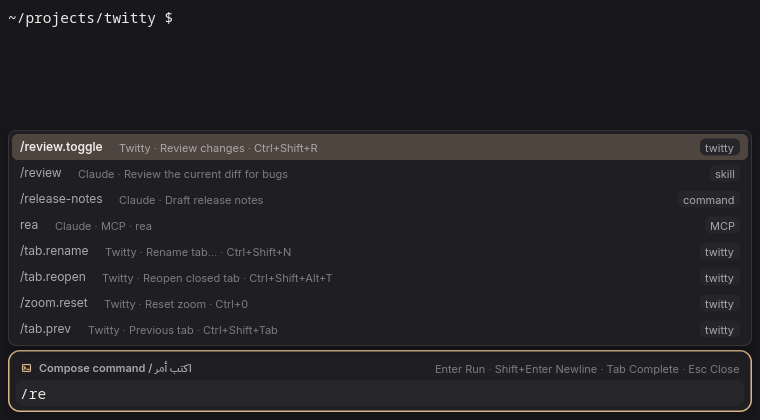 ~/projects/twitty $
/review.toggle Twitty · Review changes · Ctrl+Shift+R twitty
/review Claude · Review the current diff for bugs skill
/release-notes Claude · Draft release notes command
rea Claude · MCP · rea MCP
/tab.rename Twitty · Rename tab... · Ctrl+Shift+N twitty
/tab.reopen Twitty · Reopen closed tab · Ctrl+Shift+Alt+T twitty
/zoom.reset Twitty · Reset zoom · Ctrl+0 twitty
/tab.prev Twitty · Previous tab · Ctrl+Shift+Tab twitty
Compose command / اكتب أمر Enter Run · Shift+Enter Newline · Tab Complete · Esc Close
/re